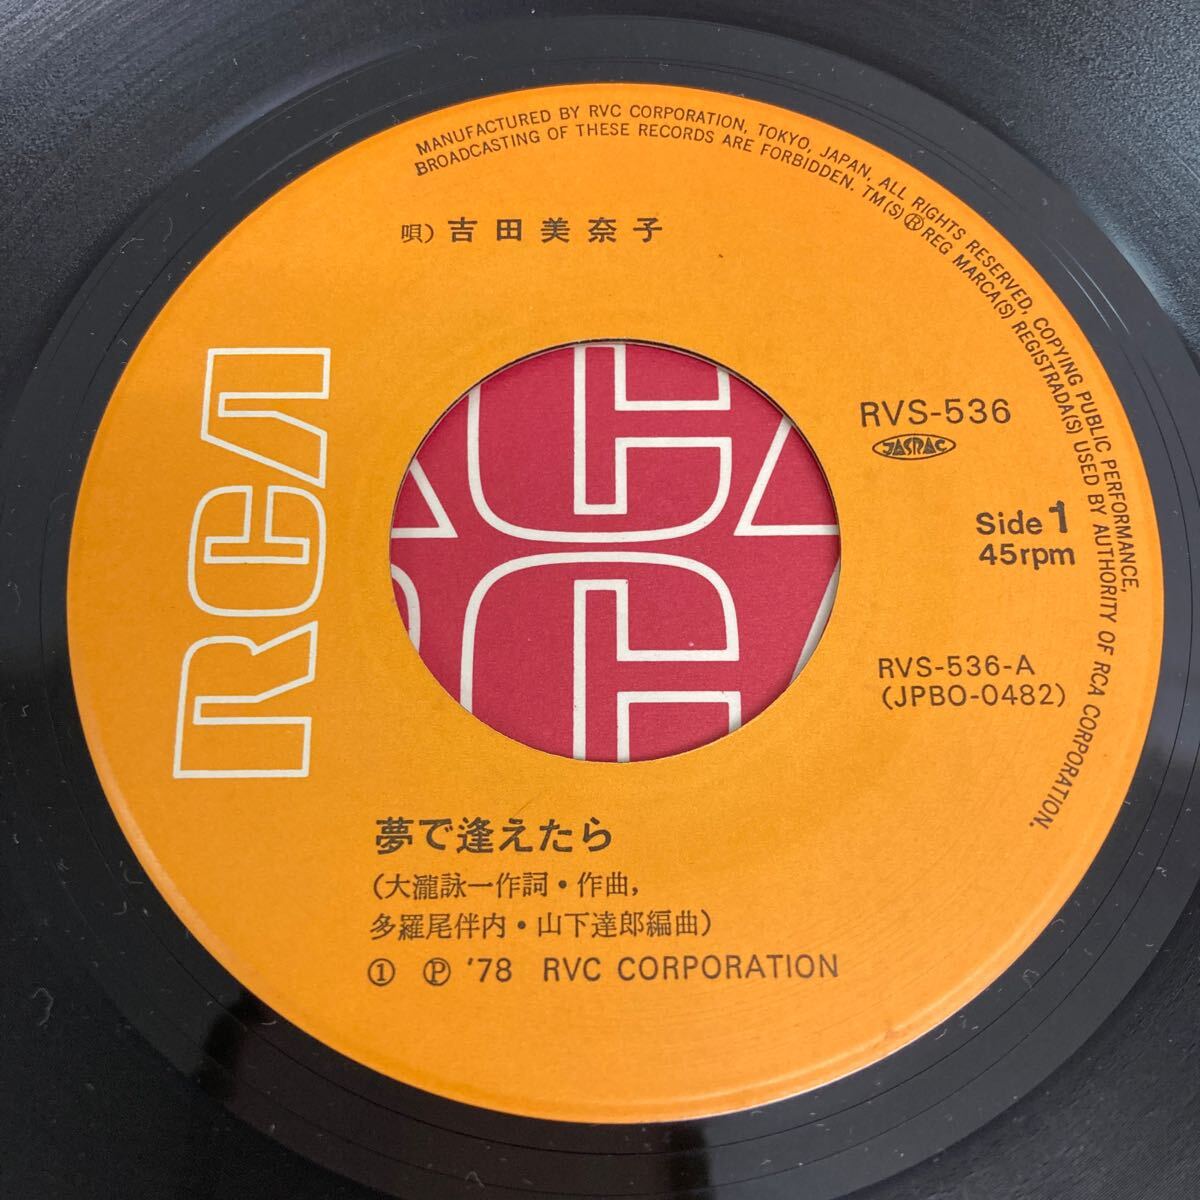 MANUFACTURED BY RVC CORPORATION, TOKYO, JAPAN. ALL RIGHTS RESERVED, COPYING PUBLIC PERFORMANCE,
BROADCASTING OF THESE RECORDS ARE FORBIDDEN. TM(S)®REG MARCA(S) REGISTRADA(S) USED BY AUTHORITY OF RCA CORPORATION.
唄) 吉田美奈子
RCA
RVS-536
JASRAC
Side 1
45rpm
RVS-536-A
(JPBO-0482)
夢で逢えたら
(大瀧詠一作詞・作曲,
多羅尾伴内・山下達郎編曲)
① ℗ '78 RVC CORPORATION